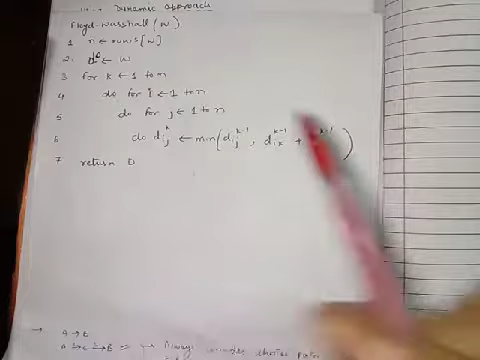 Dynamic Approach
Floyd-Warshall (W)
1 n ← rows [W]
2. d⁰ ← W
3 for k ← 1 to n
4 do for i ← 1 to n
5 do for j ← 1 to n
6 do dᵢⱼᵏ ← min(dᵢⱼᵏ⁻¹, dᵢₖᵏ⁻¹ + ᵏ⁻¹)
7 return D
→ A → E